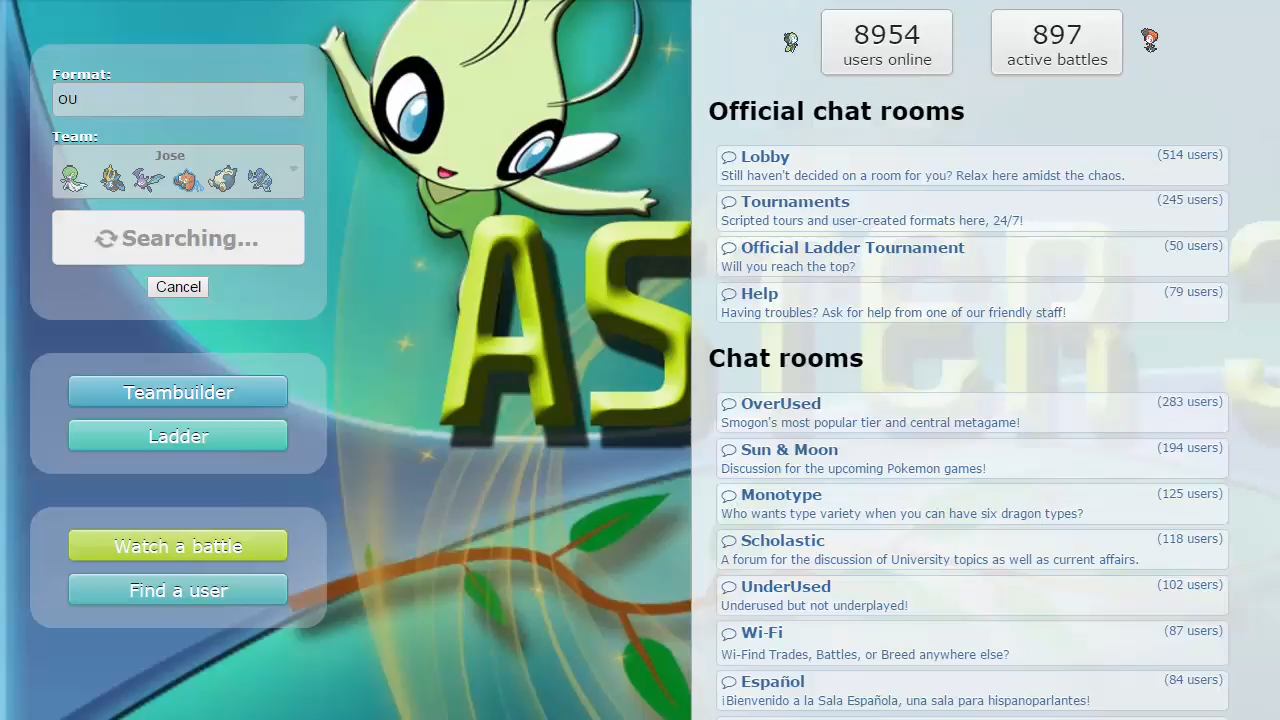 Format:
OU
Team:
Jose
Searching...
Cancel
Teambuilder
Ladder
Watch a battle
Find a user
AS
8954
users online
897
active battles
Official chat rooms
Lobby (514 users)
Still haven't decided on a room for you? Relax here amidst the chaos.
Tournaments (245 users)
Scripted tours and user-created formats here, 24/7!
Official Ladder Tournament (50 users)
Will you reach the top?
Help (79 users)
Having troubles? Ask for help from one of our friendly staff!
Chat rooms
OverUsed (283 users)
Smogon's most popular tier and central metagame!
Sun & Moon (194 users)
Discussion for the upcoming Pokemon games!
Monotype (125 users)
Who wants type variety when you can have six dragon types?
Scholastic (118 users)
A forum for the discussion of University topics as well as current affairs.
UnderUsed (102 users)
Underused but not underplayed!
Wi-Fi (87 users)
Wi-Find Trades, Battles, or Breed anywhere else?
Español (84 users)
¡Bienvenido a la Sala Española, una sala para hispanoparlantes!